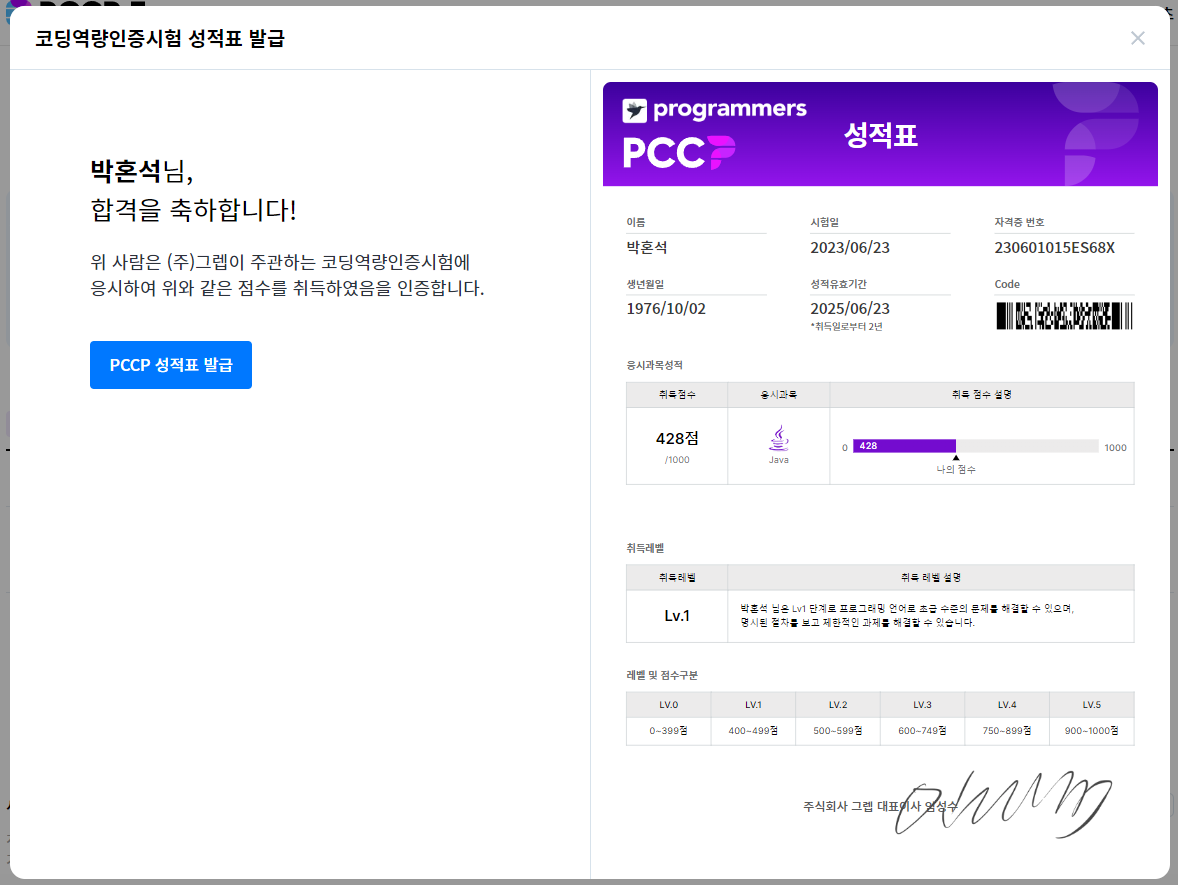 코딩역량인증시험 성적표 발급
박혼석님,
합격을 축하합니다!
위 사람은 (주)그렙이 주관하는 코딩역량인증시험에
응시하여 위와 같은 점수를 취득하였음을 인증합니다.
PCCP 성적표 발급
programmers
PCCP
성적표
이름 시험일 자격증 번호
박혼석 2023/06/23 230601015ES68X
생년월일 성적유효기간 Code
1976/10/02 2025/06/23
*취득일로부터 2년
응시과목성적
취득점수 응시과목 취득 점수 설명
428점
/1000
Java
0 428 1000
나의 점수
취득레벨
취득레벨 취득 레벨 설명
Lv.1
박혼석 님은 Lv1 단계로 프로그래밍 언어로 초급 수준의 문제를 해결할 수 있으며,
명시된 절차를 보고 제한적인 과제를 해결할 수 있습니다.
레벨 및 점수구분
LV.0 LV.1 LV.2 LV.3 LV.4 LV.5
0~399점 400~499점 500~599점 600~749점 750~899점 900~1000점
주식회사 그렙 대표이사 임성수